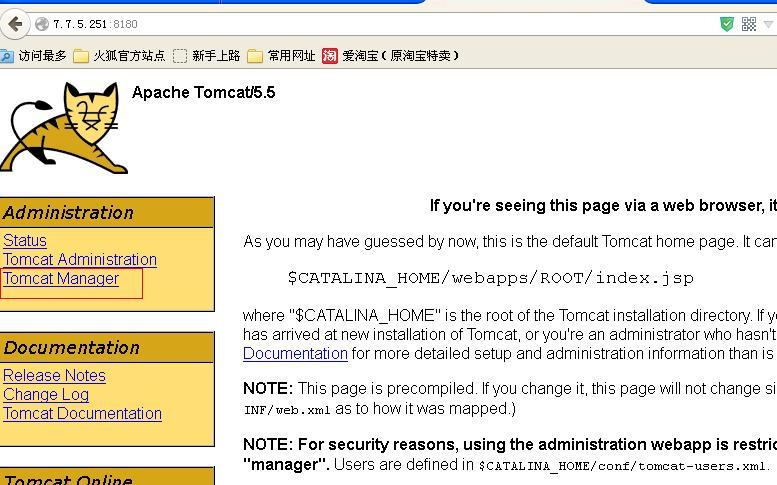 7.7.5.251:8180
访问最多 火狐官方站点 新手上路 常用网址 淘 爱淘宝（原淘宝特卖）
Apache Tomcat/5.5
Administration
Status
Tomcat Administration
Tomcat Manager
Documentation
Release Notes
Change Log
Tomcat Documentation
Tomcat Online
If you're seeing this page via a web browser, it
As you may have guessed by now, this is the default Tomcat home page. It can
$CATALINA_HOME/webapps/ROOT/index.jsp
where "$CATALINA_HOME" is the root of the Tomcat installation directory. If yo
has arrived at new installation of Tomcat, or you're an administrator who hasn't
Documentation for more detailed setup and administration information than is
NOTE: This page is precompiled. If you change it, this page will not change si
INF/web.xml as to how it was mapped.)
NOTE: For security reasons, using the administration webapp is restric
"manager". Users are defined in $CATALINA_HOME/conf/tomcat-users.xml.